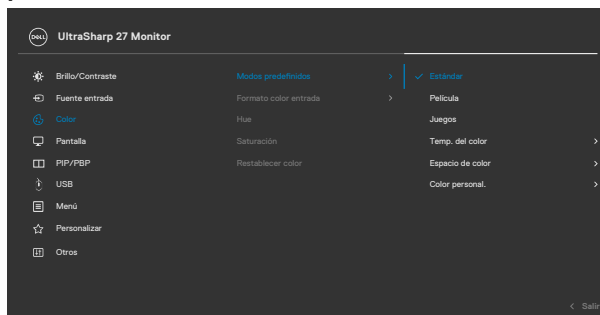 DELL UltraSharp 27 Monitor
Brillo/Contraste Modos predefinidos > ✓ Estándar
Fuente entrada Formato color entrada > Película
Color Hue Juegos
Pantalla Saturación Temp. del color >
PIP/PBP Restablecer color Espacio de color >
USB Color personal. >
Menú
Personalizar
Otros
< Salir